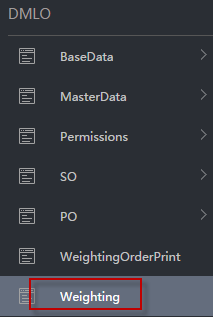 DMLO
BaseData
MasterData
Permissions
SO
PO
WeightingOrderPrint
Weighting